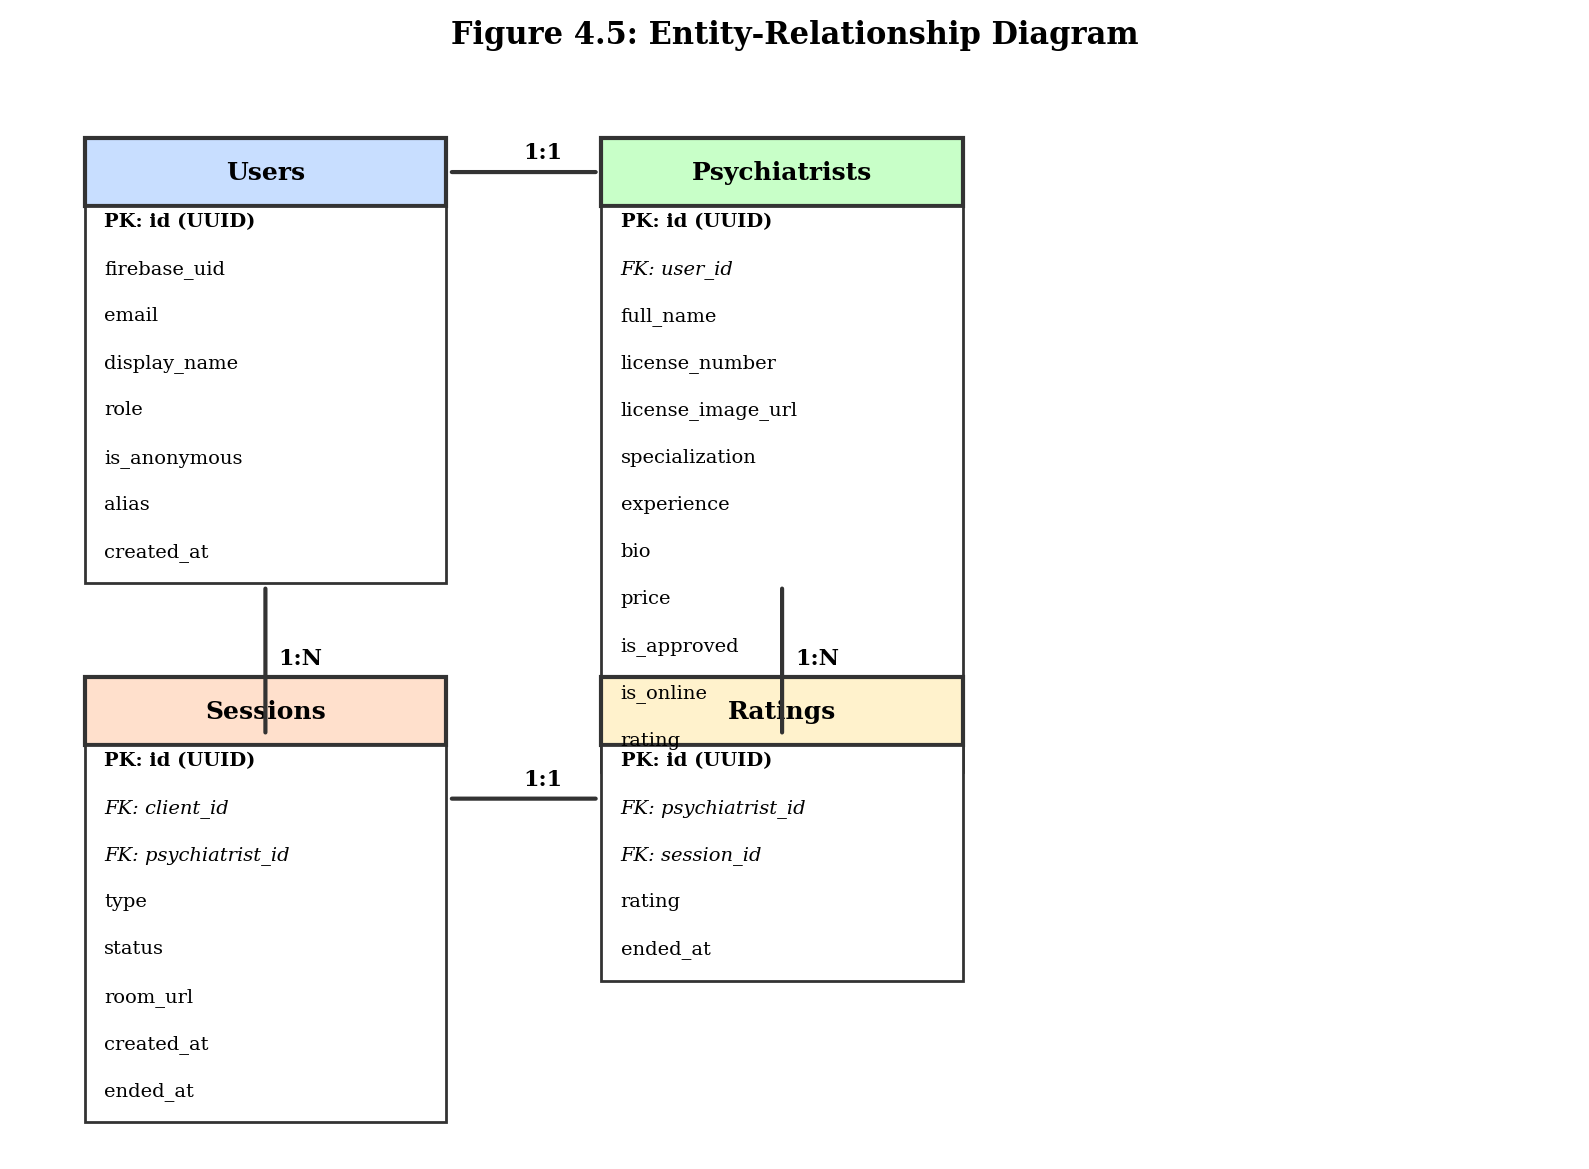 Figure 4.5: Entity-Relationship Diagram
Users
PK: id (UUID)
firebase_uid
email
display_name
role
is_anonymous
alias
created_at
1:1
Psychiatrists
PK: id (UUID)
FK: user_id
full_name
license_number
license_image_url
specialization
experience
bio
price
is_approved
is_online
rating
1:N
1:N
Sessions
PK: id (UUID)
FK: client_id
FK: psychiatrist_id
type
status
room_url
created_at
ended_at
1:1
Ratings
PK: id (UUID)
FK: psychiatrist_id
FK: session_id
rating
ended_at